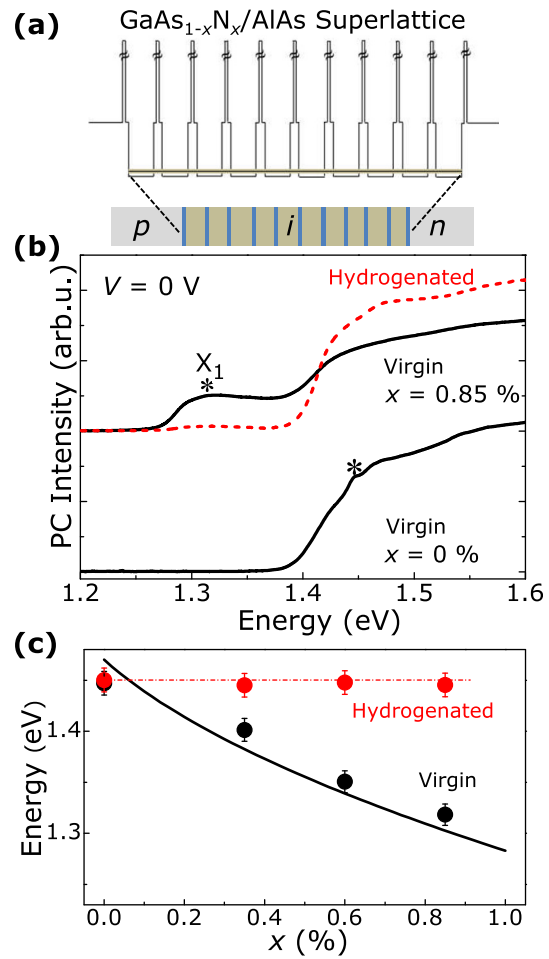 (a)
GaAs₁₋ₓNₓ/AlAs Superlattice
p i n
(b)
V = 0 V
Hydrogenated
X₁
*
Virgin
x = 0.85 %
*
Virgin
x = 0 %
PC Intensity (arb.u.)
1.2 1.3 1.4 1.5 1.6
Energy (eV)
(c)
1.4
1.3
Energy (eV)
Hydrogenated
Virgin
0.0 0.2 0.4 0.6 0.8 1.0
x (%)